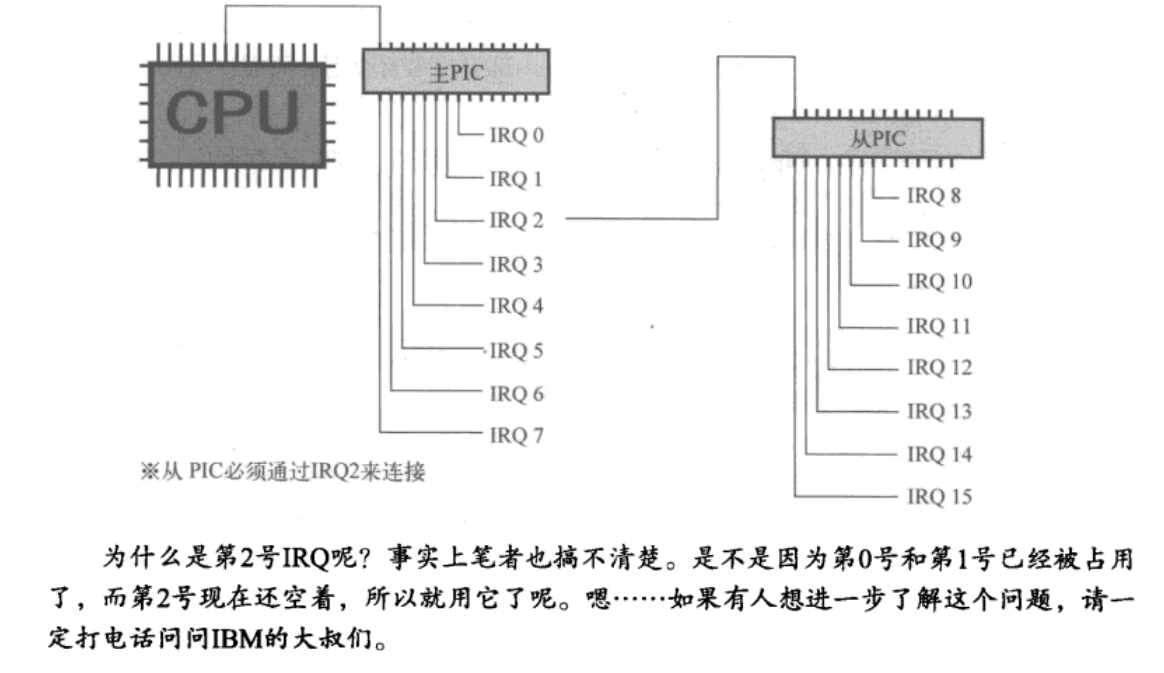 CPU
主PIC
IRQ 0
IRQ 1
IRQ 2
IRQ 3
IRQ 4
IRQ 5
IRQ 6
IRQ 7
从PIC
IRQ 8
IRQ 9
IRQ 10
IRQ 11
IRQ 12
IRQ 13
IRQ 14
IRQ 15
※从 PIC必须通过IRQ2来连接
为什么是第2号IRQ呢？事实上笔者也搞不清楚。是不是因为第0号和第1号已经被占用
了，而第2号现在还空着，所以就用它了呢。嗯……如果有人想进一步了解这个问题，请一
定打电话问问IBM的大叔们。